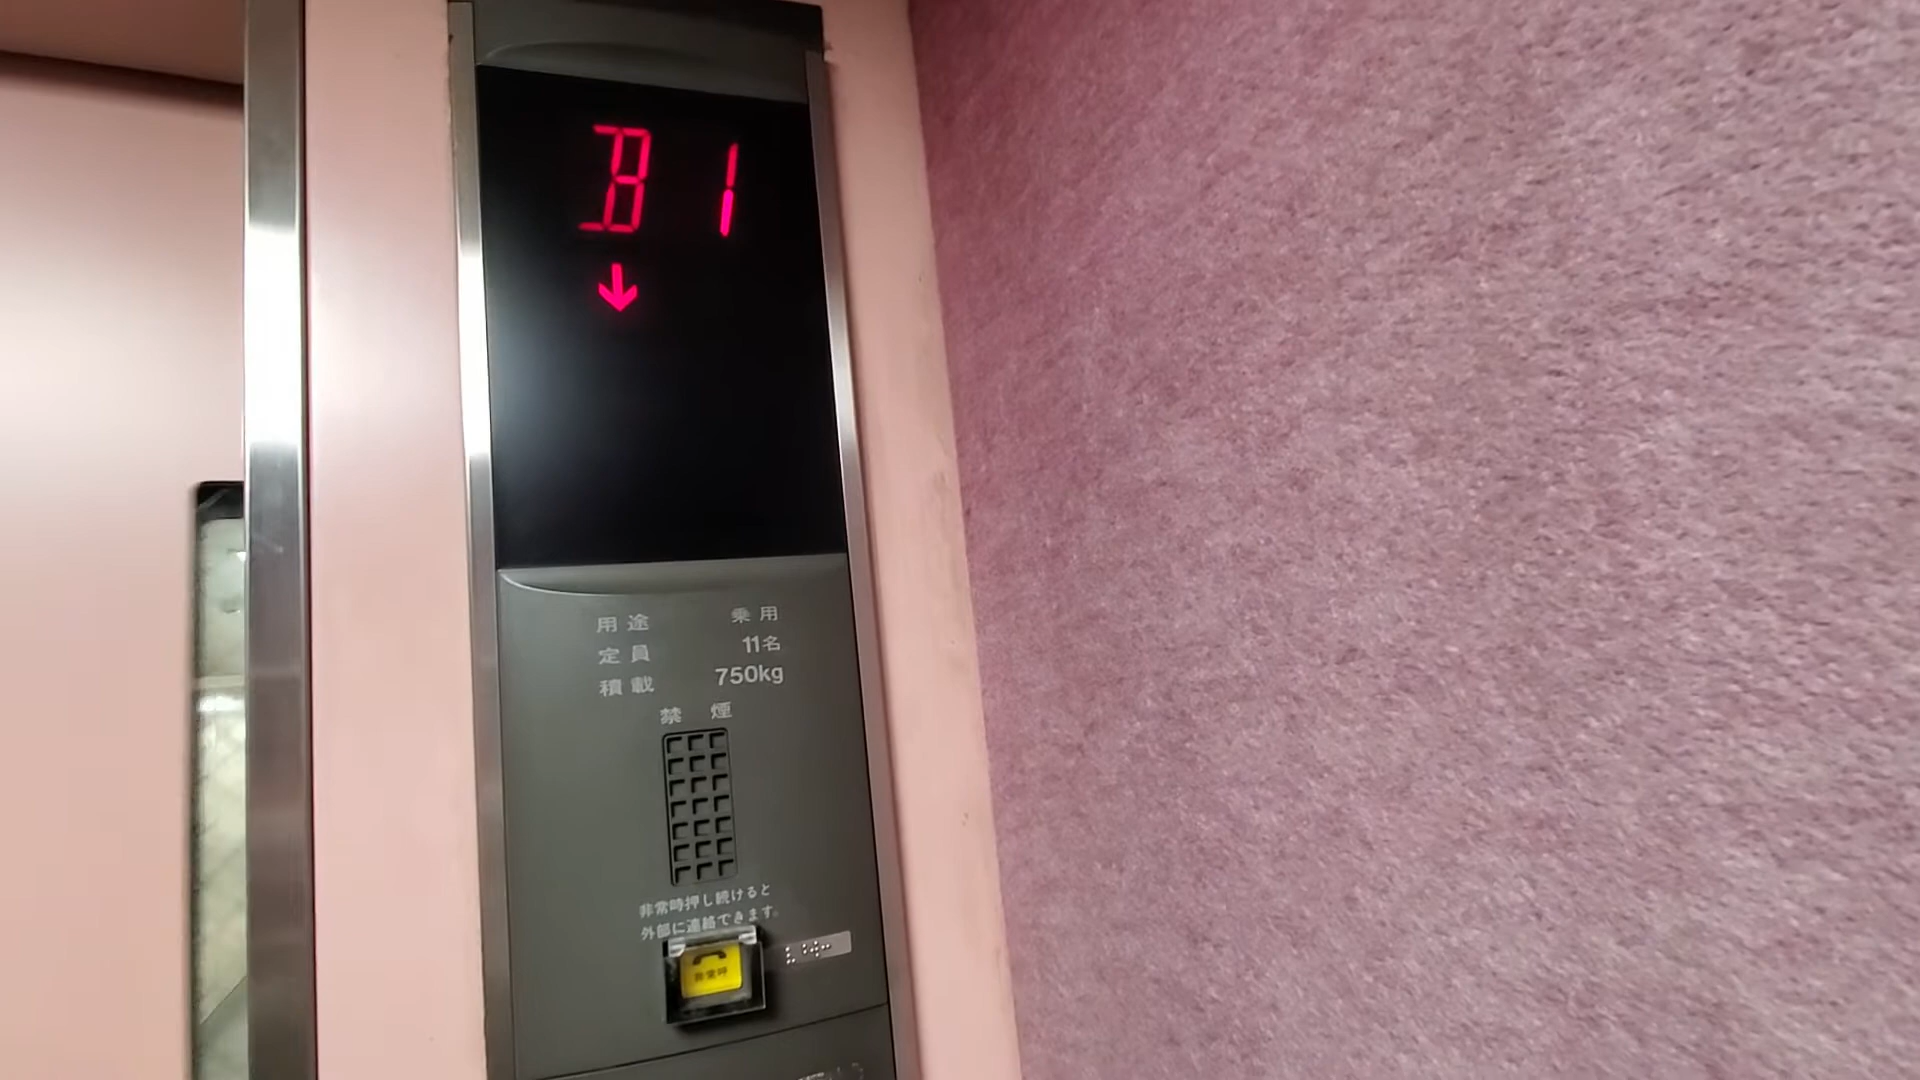 B1
↓
用途 乗用
定員 11名
積載 750kg
禁煙
非常時押し続けると
外部に連絡できます。
非常呼